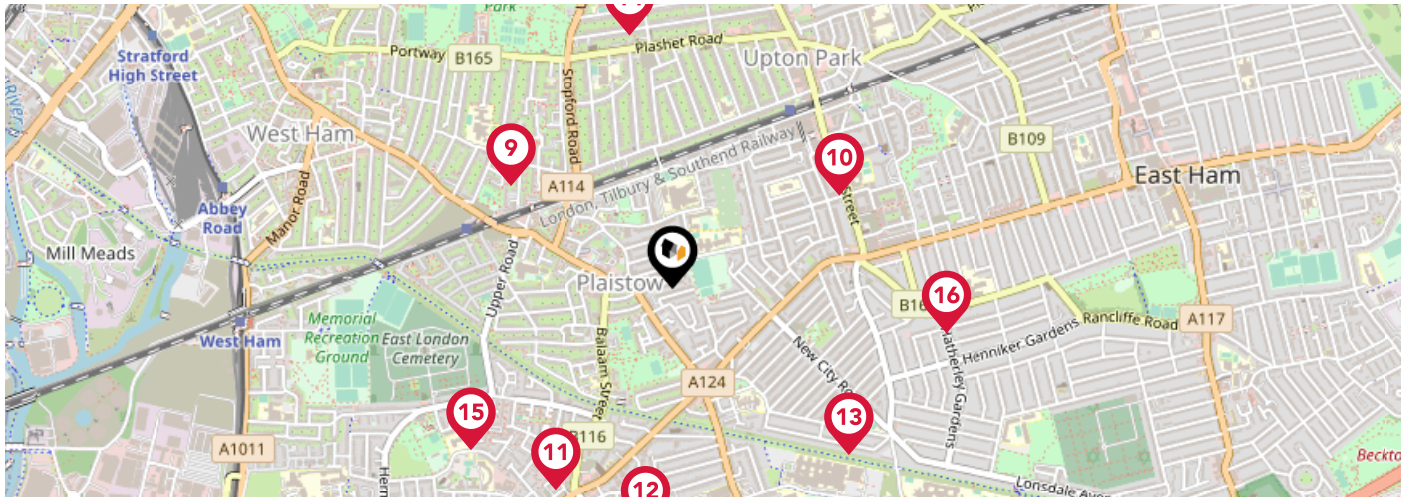 Park
Stratford
High Street
Portway
B165
Plashet Road
Upton Park
River
Stopford Road
West Ham
9
10
B109
A114
London, Tilbury & Southend Railway
Street
East Ham
Abbey
Road
Manor Road
Mill Meads
Upper Road
Plaistow
16
Memorial
Recreation
Ground
East London
Cemetery
Rancliffe Road
A117
West Ham
Balaam Street
New City Ro
Henniker Gardens
Hatherley Gardens
A124
15
13
A1011
11
B116
12
Lonsdale Ave
Beckto